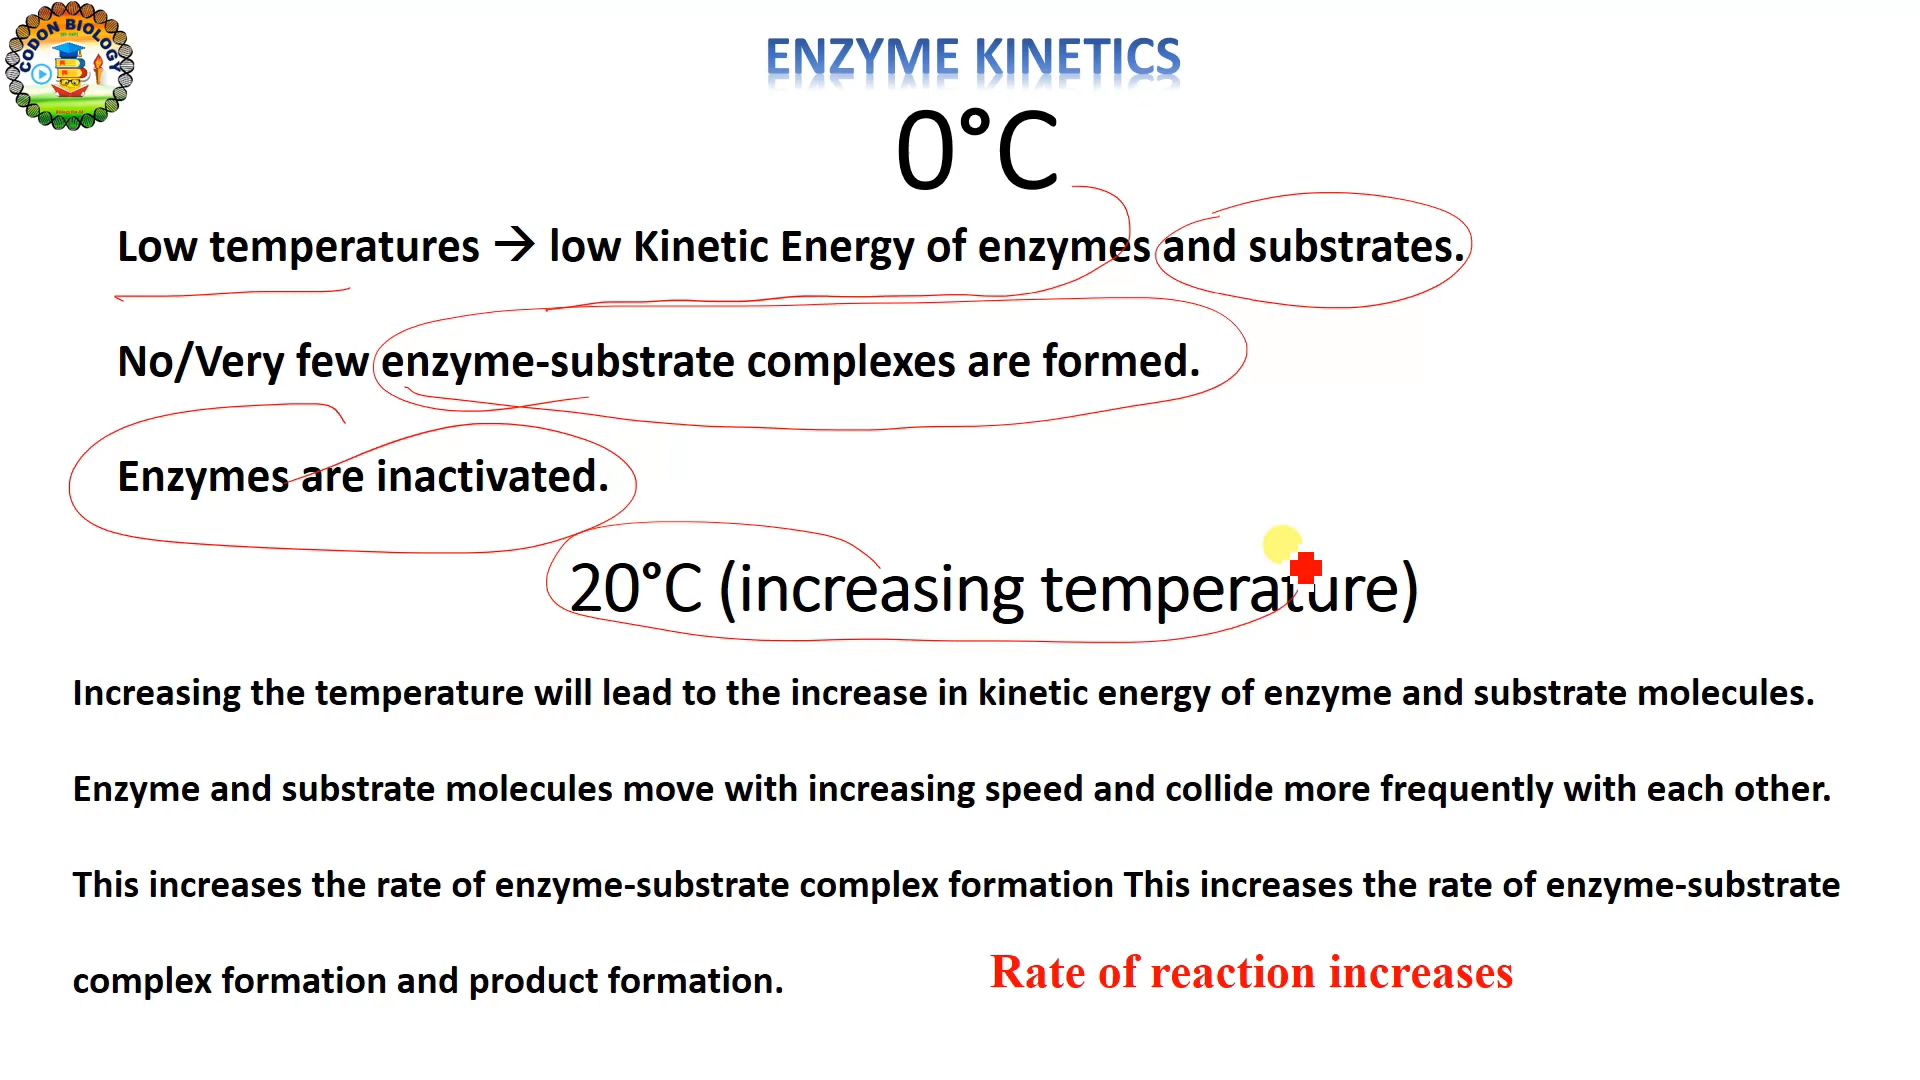 CODON BIOLOGY
ENZYME KINETICS
0°C
Low temperatures → low Kinetic Energy of enzymes and substrates.
No/Very few enzyme-substrate complexes are formed.
Enzymes are inactivated.
20°C (increasing temperature)
Increasing the temperature will lead to the increase in kinetic energy of enzyme and substrate molecules.
Enzyme and substrate molecules move with increasing speed and collide more frequently with each other.
This increases the rate of enzyme-substrate complex formation This increases the rate of enzyme-substrate
complex formation and product formation.
Rate of reaction increases